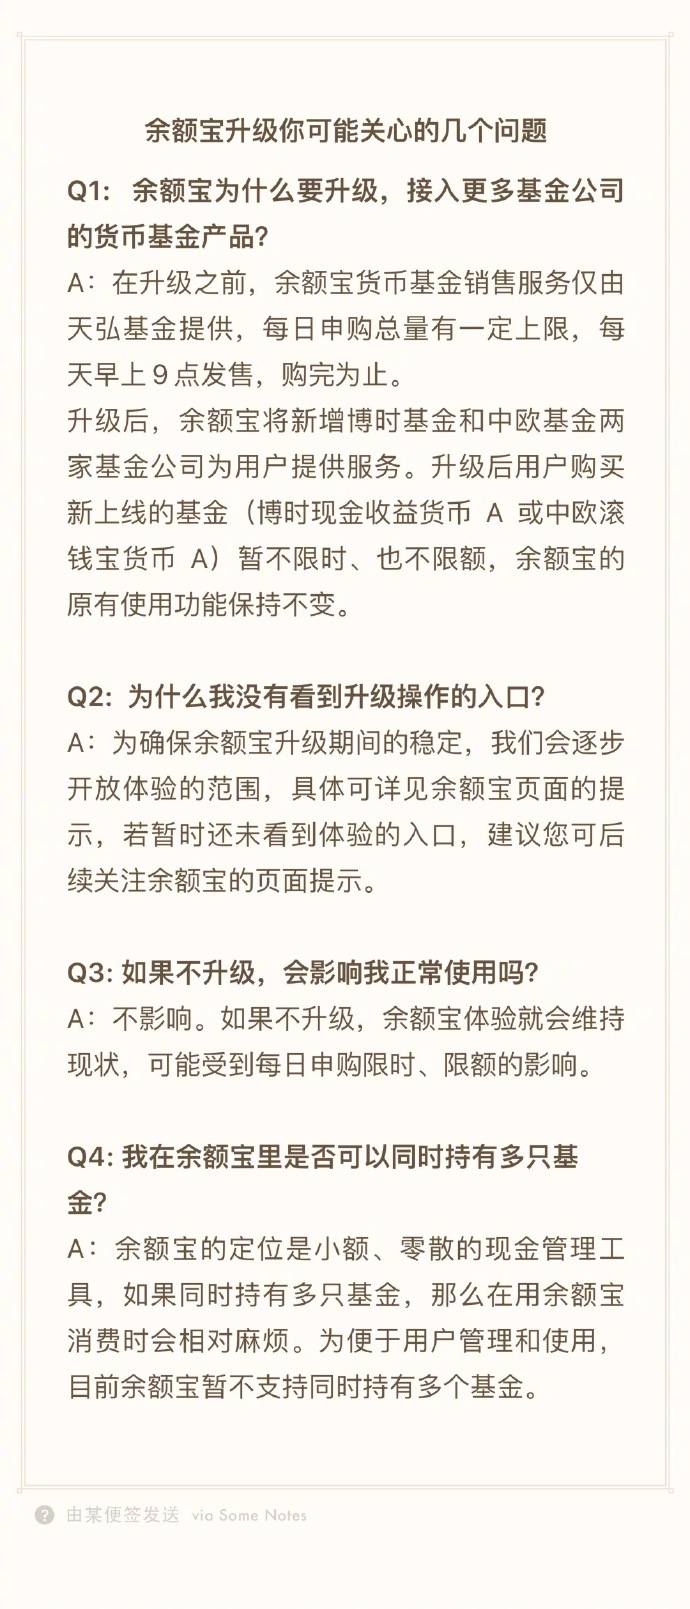 余额宝升级你可能关心的几个问题
Q1: 余额宝为什么要升级，接入更多基金公司
的货币基金产品?
A：在升级之前，余额宝货币基金销售服务仅由
天弘基金提供，每日申购总量有一定上限，每
天早上 9 点发售，购完为止。
升级后，余额宝将新增博时基金和中欧基金两
家基金公司为用户提供服务。升级后用户购买
新上线的基金（博时现金收益货币 A 或中欧滚
钱宝货币 A）暂不限时、也不限额，余额宝的
原有使用功能保持不变。
Q2: 为什么我没有看到升级操作的入口?
A：为确保余额宝升级期间的稳定，我们会逐步
开放体验的范围，具体可详见余额宝页面的提
示，若暂时还未看到体验的入口，建议您可后
续关注余额宝的页面提示。
Q3: 如果不升级，会影响我正常使用吗?
A：不影响。如果不升级，余额宝体验就会维持
现状，可能受到每日申购限时、限额的影响。
Q4: 我在余额宝里是否可以同时持有多只基
金?
A：余额宝的定位是小额、零散的现金管理工
具，如果同时持有多只基金，那么在用余额宝
消费时会相对麻烦。为便于用户管理和使用，
目前余额宝暂不支持同时持有多个基金。
? 由某便签发送 via Some Notes